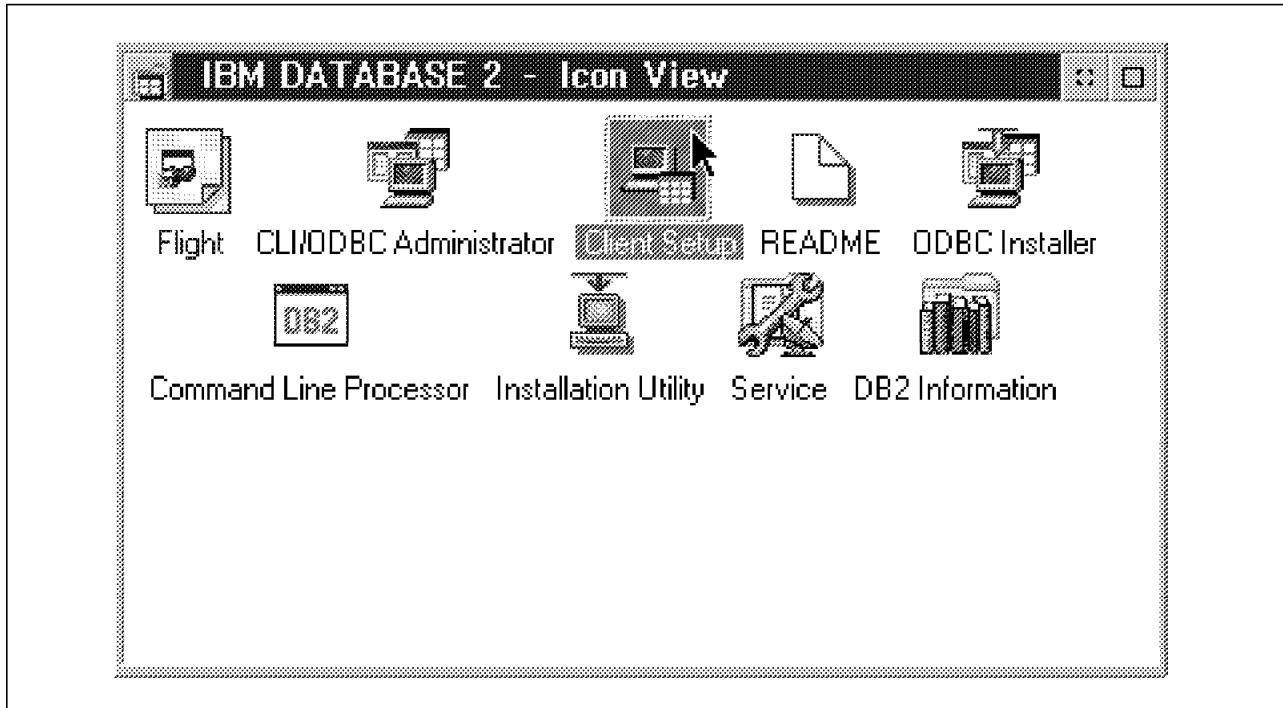 IBM DATABASE 2 - Icon View
Flight CLI/ODBC Administrator Client Setup README ODBC Installer
DB2
Command Line Processor Installation Utility Service DB2 Information